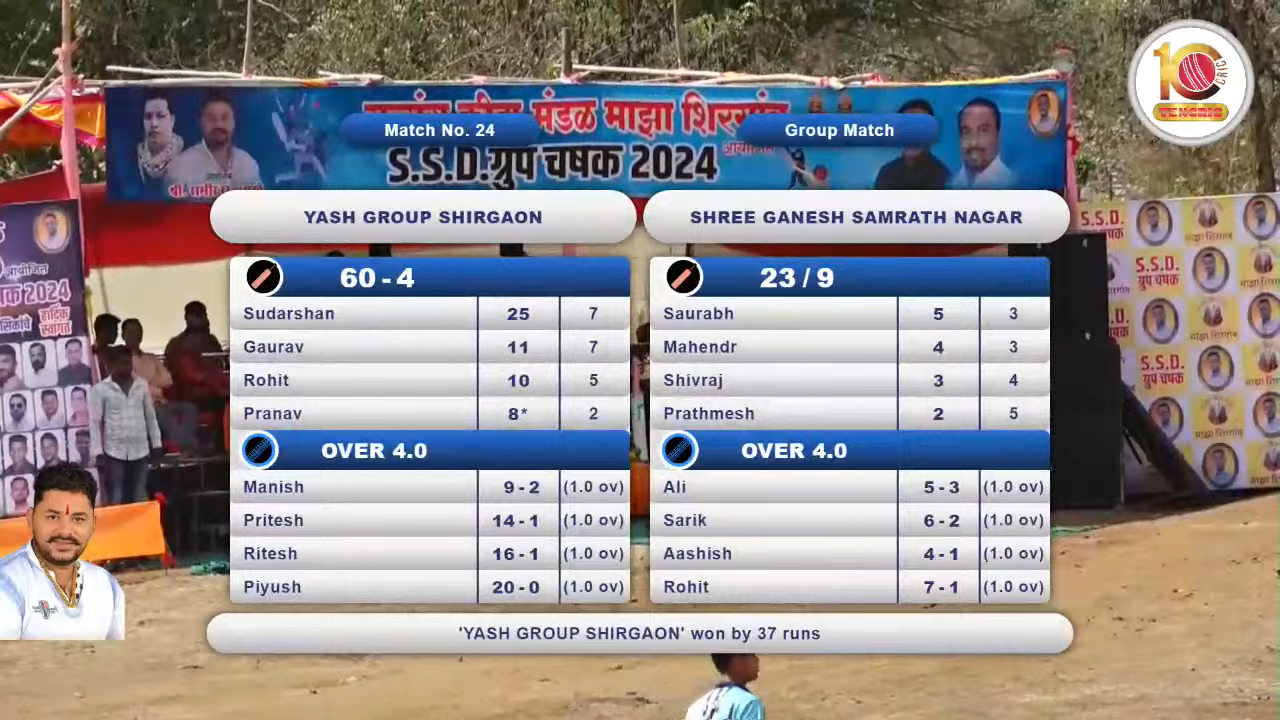 मंडळ माझा
Match No. 24
Group Match
S.S.D.ग्रुप चषक 2024
YASH GROUP SHIRGAON
SHREE GANESH SAMRATH NAGAR
60 - 4
Sudarshan 25 7
Gaurav 11 7
Rohit 10 5
Pranav 8* 2
OVER 4.0
Manish 9 - 2 (1.0 ov)
Pritesh 14 - 1 (1.0 ov)
Ritesh 16 - 1 (1.0 ov)
Piyush 20 - 0 (1.0 ov)
23 / 9
Saurabh 5 3
Mahendr 4 3
Shivraj 3 4
Prathmesh 2 5
OVER 4.0
Ali 5 - 3 (1.0 ov)
Sarik 6 - 2 (1.0 ov)
Aashish 4 - 1 (1.0 ov)
Rohit 7 - 1 (1.0 ov)
'YASH GROUP SHIRGAON' won by 37 runs
10 CRIC
TENCRIC
2024
हार्दिक
स्वागत
S.S.D.
S.S.D.
ग्रुप चषक
S.S.D.
ग्रुप चषक